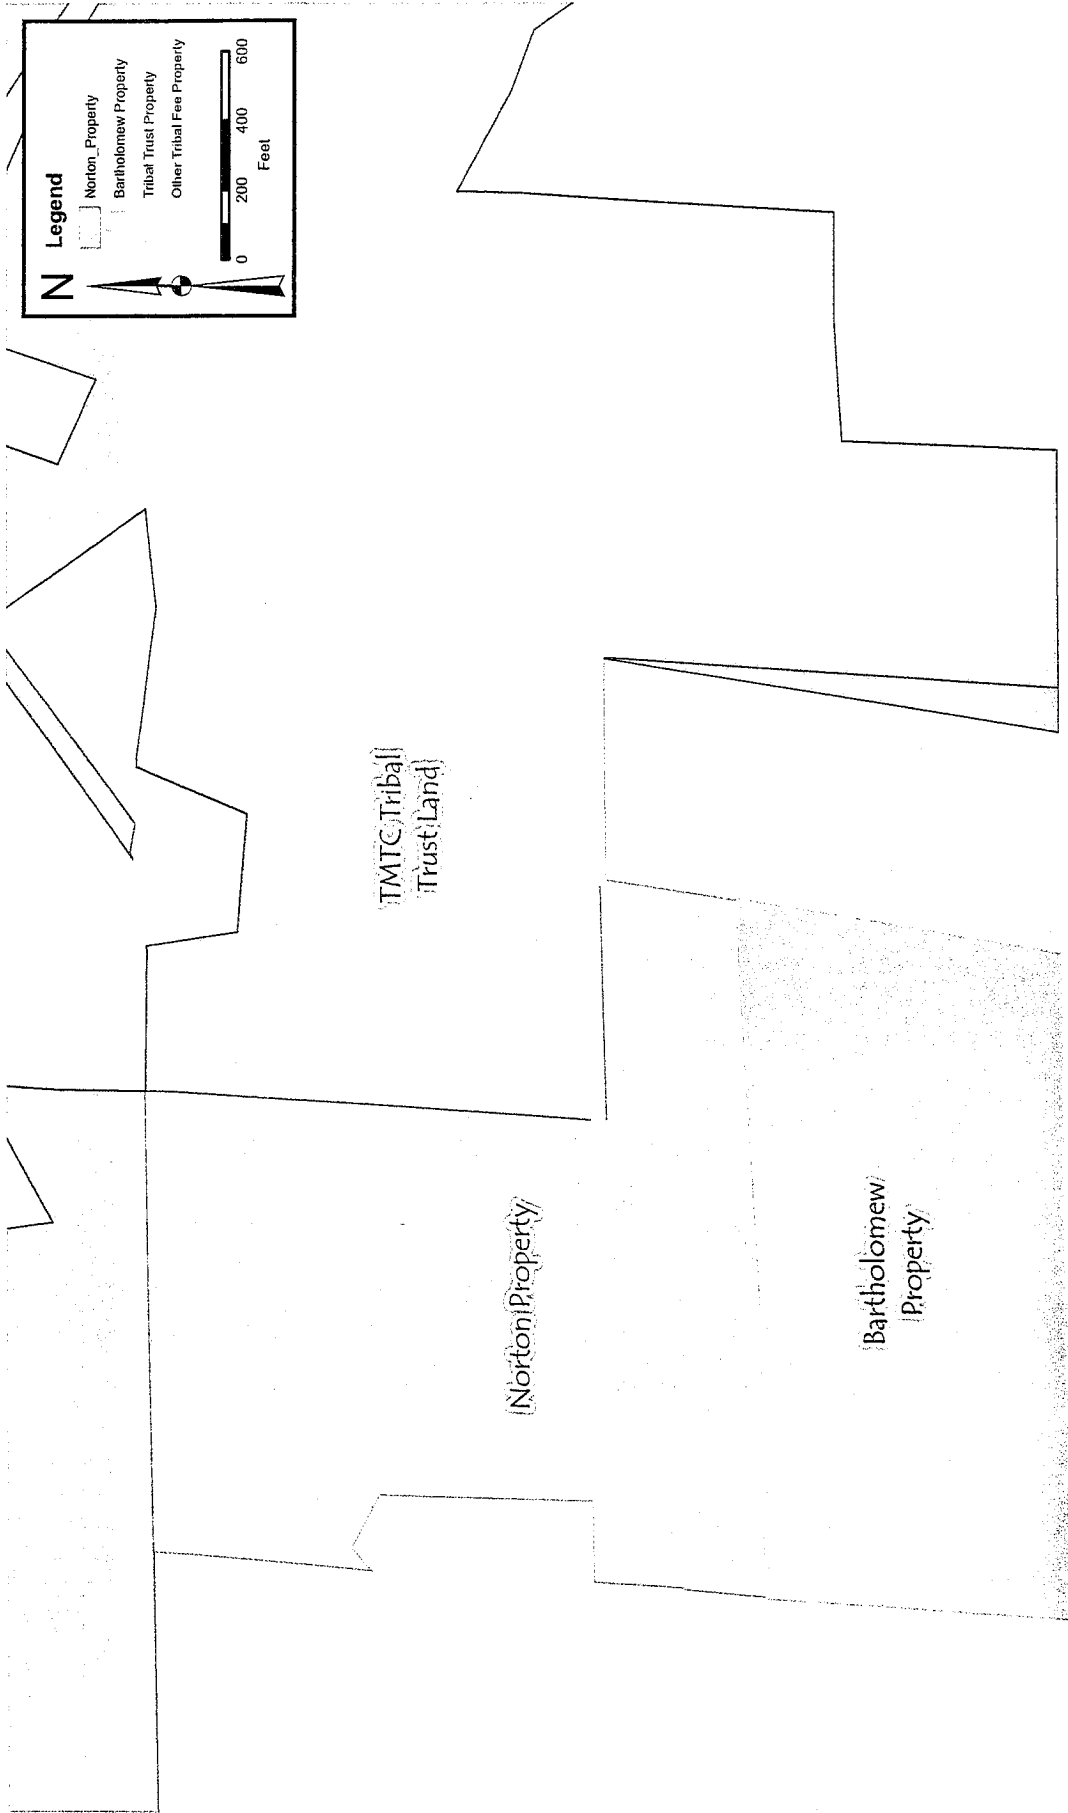 N
Legend
Norton_Property
Bartholomew Property
Tribal Trust Property
Other Tribal Fee Property
0 200 400 600
Feet
TMTC Tribal
Trust Land
Norton Property
Bartholomew
Property